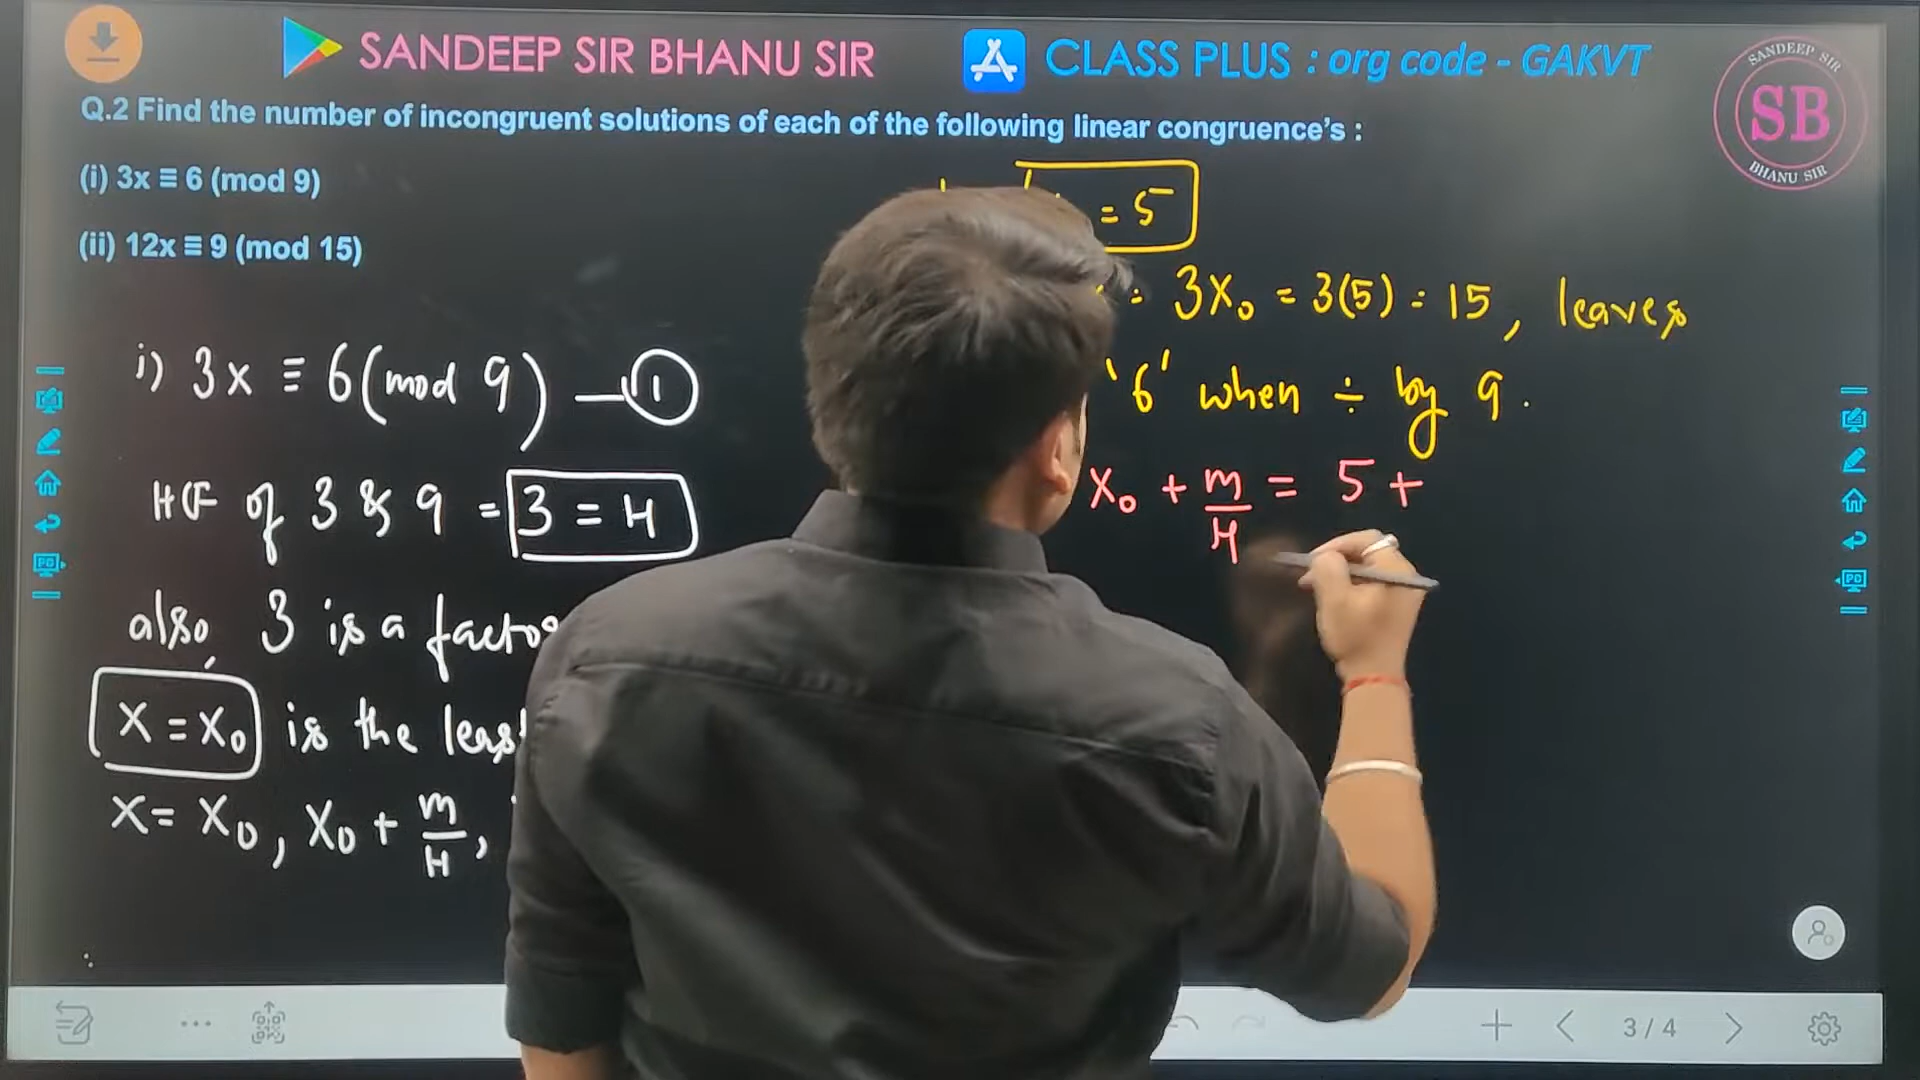 SANDEEP SIR BHANU SIR
CLASS PLUS : org code - GAKVT
SANDEEP SIR
SB
BHANU SIR
Q.2 Find the number of incongruent solutions of each of the following linear congruence's :
(i) 3x ≡ 6 (mod 9)
(ii) 12x ≡ 9 (mod 15)
i) 3x ≡ 6 (mod 9) — 1
HCF of 3 & 9 = 3 = H
also, 3 is a
x = x₀ is the
x = x₀, x₀ + m/H,
= 5
: 3x₀ = 3(5) = 15, leaves
'6' when ÷ by 9.
x₀ + m/H = 5 +
3 / 4